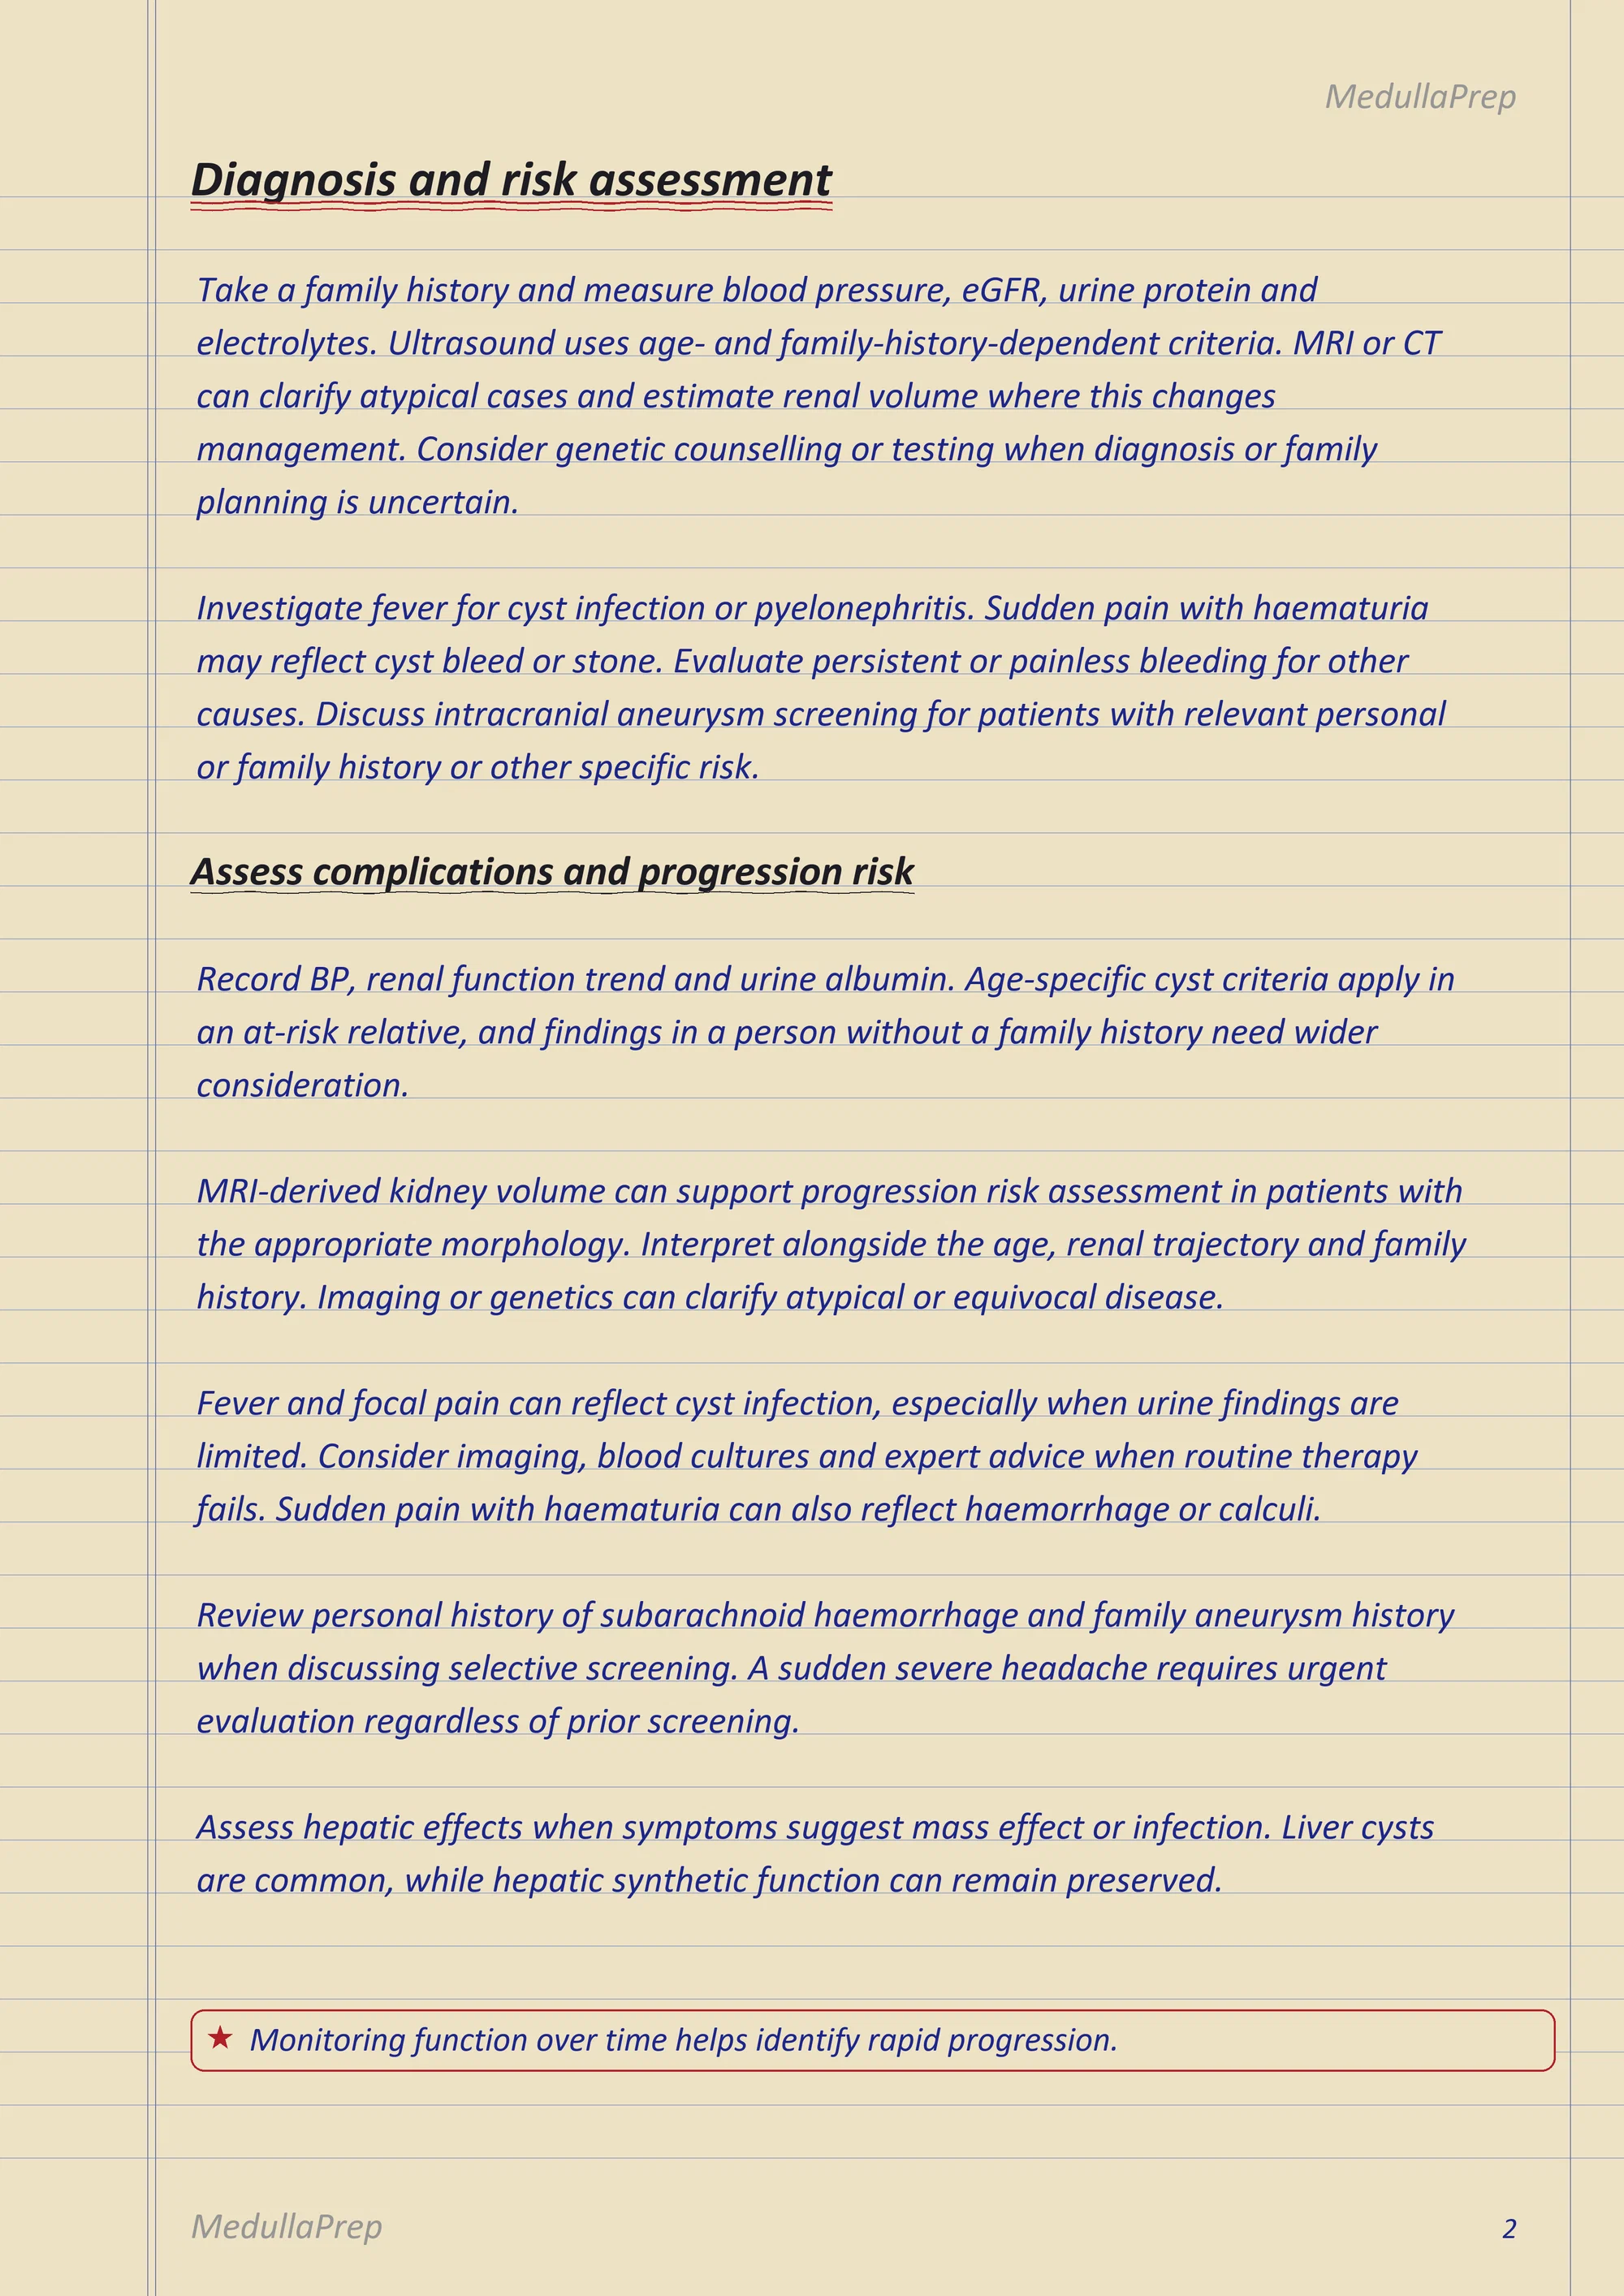 MedullaPrep
Diagnosis and risk assessment
Take a family history and measure blood pressure, eGFR, urine protein and
electrolytes. Ultrasound uses age- and family-history-dependent criteria. MRI or CT
can clarify atypical cases and estimate renal volume where this changes
management. Consider genetic counselling or testing when diagnosis or family
planning is uncertain.
Investigate fever for cyst infection or pyelonephritis. Sudden pain with haematuria
may reflect cyst bleed or stone. Evaluate persistent or painless bleeding for other
causes. Discuss intracranial aneurysm screening for patients with relevant personal
or family history or other specific risk.
Assess complications and progression risk
Record BP, renal function trend and urine albumin. Age-specific cyst criteria apply in
an at-risk relative, and findings in a person without a family history need wider
consideration.
MRI-derived kidney volume can support progression risk assessment in patients with
the appropriate morphology. Interpret alongside the age, renal trajectory and family
history. Imaging or genetics can clarify atypical or equivocal disease.
Fever and focal pain can reflect cyst infection, especially when urine findings are
limited. Consider imaging, blood cultures and expert advice when routine therapy
fails. Sudden pain with haematuria can also reflect haemorrhage or calculi.
Review personal history of subarachnoid haemorrhage and family aneurysm history
when discussing selective screening. A sudden severe headache requires urgent
evaluation regardless of prior screening.
Assess hepatic effects when symptoms suggest mass effect or infection. Liver cysts
are common, while hepatic synthetic function can remain preserved.
★ Monitoring function over time helps identify rapid progression.
MedullaPrep
2